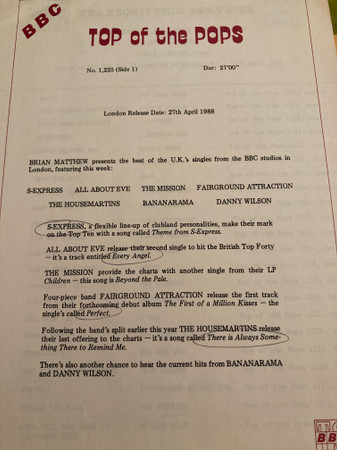 BBC
TOP of the POPS
No. 1,225 (Side 1) Dur: 27'00"
London Release Date: 27th April 1988
BRIAN MATTHEW presents the best of the U.K.'s singles from the BBC studios in
London, featuring this week:
S-EXPRESS ALL ABOUT EVE THE MISSION FAIRGROUND ATTRACTION
THE HOUSEMARTINS BANANARAMA DANNY WILSON
S-EXPRESS, a flexible line-up of clubland personalities, make their mark
on the Top Ten with a song called Theme from S-Express.
ALL ABOUT EVE release their second single to hit the British Top Forty
— it's a track entitled Every Angel.
THE MISSION provide the charts with another single from their LP
Children — this song is Beyond the Pale.
Four-piece band FAIRGROUND ATTRACTION release the first track
from their forthcoming debut album The First of a Million Kisses — the
single's called Perfect.
Following the band's split earlier this year THE HOUSEMARTINS release
their last offering to the charts — it's a song called There is Always Some-
thing There to Remind Me.
There's also another chance to hear the current hits from BANANARAMA
and DANNY WILSON.
BBC